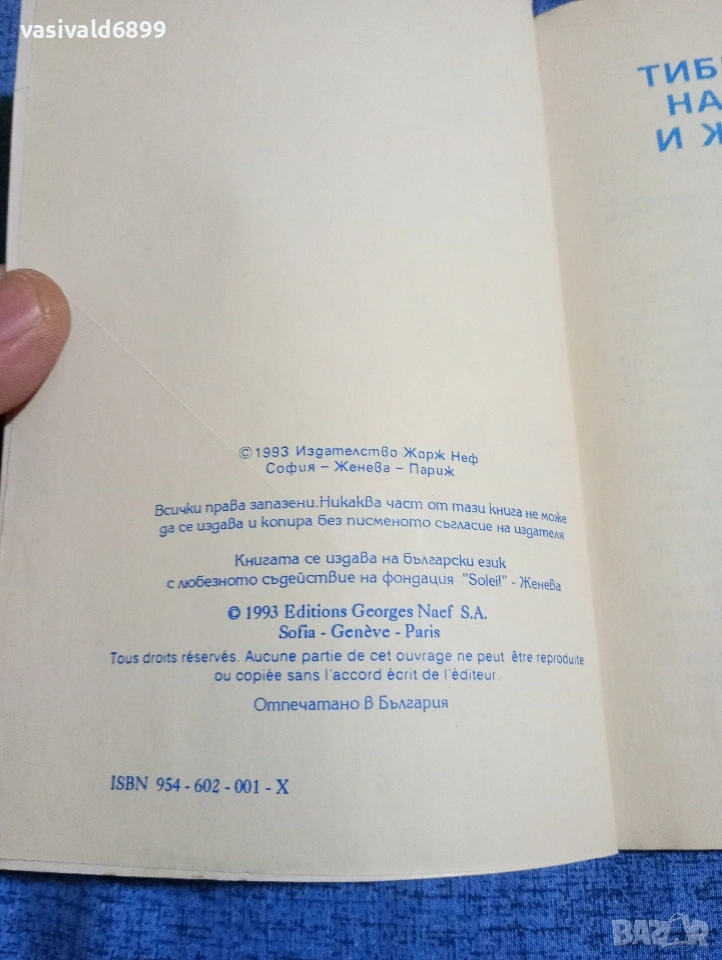 vasivald6899
ТИБ
НА
И Ж
© 1993 Издателство Жорж Неф
София – Женева – Париж
Всички права запазени.Никаква част от тази книга не може
да се издава и копира без писменото съгласие на издателя
Книгата се издава на български език
с любезното съдействие на фондация "Soleil" - Женева
© 1993 Editions Georges Naef S.A.
Sofia - Genève - Paris
Tous droits réservés. Aucune partie de cet ouvrage ne peut être reproduite
ou copiée sans l'accord écrit de l'éditeur.
Отпечатано в България
ISBN 954 - 602 - 001 - X
BAZAR